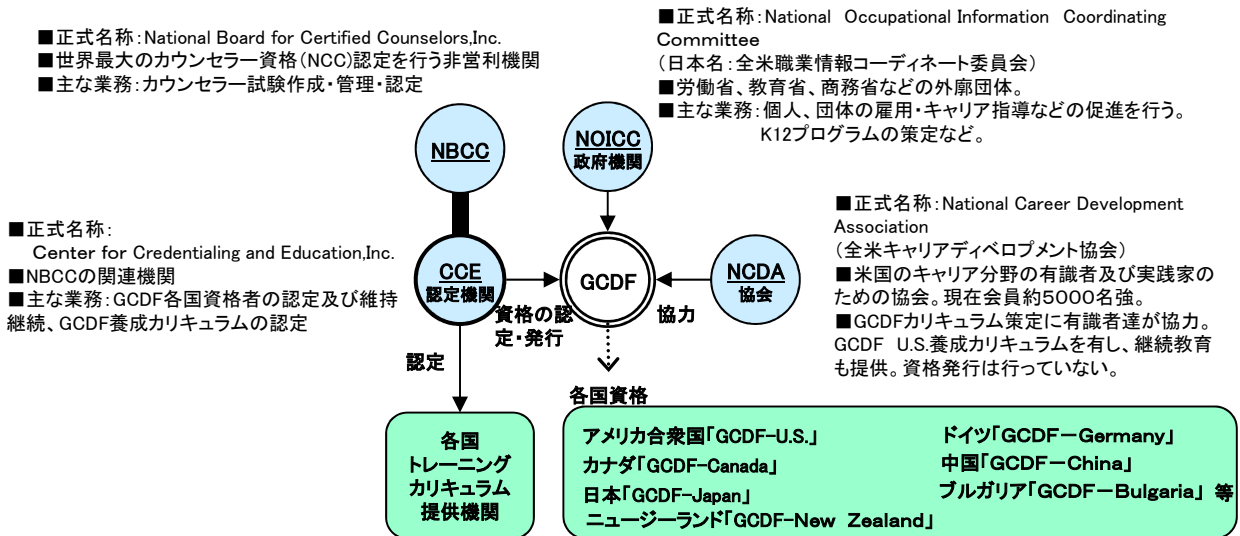 ■正式名称：National Board for Certified Counselors,Inc.
■世界最大のカウンセラー資格（NCC)認定を行う非営利機関
■主な業務：カウンセラー試験作成・管理・認定
■正式名称：National Occupational Information Coordinating
Committee
（日本名：全米職業情報コーディネート委員会）
■労働省、教育省、商務省などの外廓団体。
■主な業務：個人、団体の雇用・キャリア指導などの促進を行う。
K12プログラムの策定など。
NBCC
NOICC
政府機関
■正式名称：
Center for Credentialing and Education,Inc.
■NBCCの関連機関
■主な業務：GCDF各国資格者の認定及び維持
継続、GCDF養成カリキュラムの認定
CCE
認定機関
GCDF
NCDA
協会
資格の認
定・発行
協力
■正式名称：National Career Development
Association
（全米キャリアディベロプメント協会）
■米国のキャリア分野の有識者及び実践家の
ための協会。現在会員約５０００名強。
■GCDFカリキュラム策定に有識者達が協力。
GCDF U.S.養成カリキュラムを有し、継続教育
も提供。資格発行は行っていない。
認定
各国資格
各国
トレーニング
カリキュラム
提供機関
アメリカ合衆国「GCDF-U.S.」
カナダ「GCDF-Canada」
日本「GCDF-Japan」
ニュージーランド「GCDF-New Zealand」
ドイツ「GCDF－Germany」
中国「GCDF－China」
ブルガリア「GCDF－Bulgaria」 等